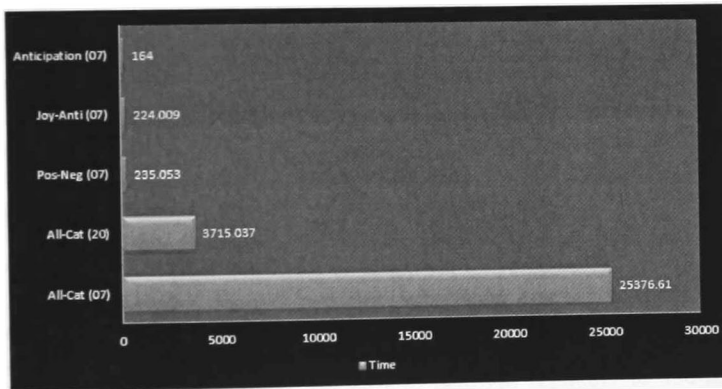 Anticipation (07) 164
Joy-Anti (07) 224.009
Pos-Neg (07) 235.053
All-Cat (20) 3715.037
All-Cat (07) 25376.61
0 5000 10000 15000 20000 25000 30000
Time